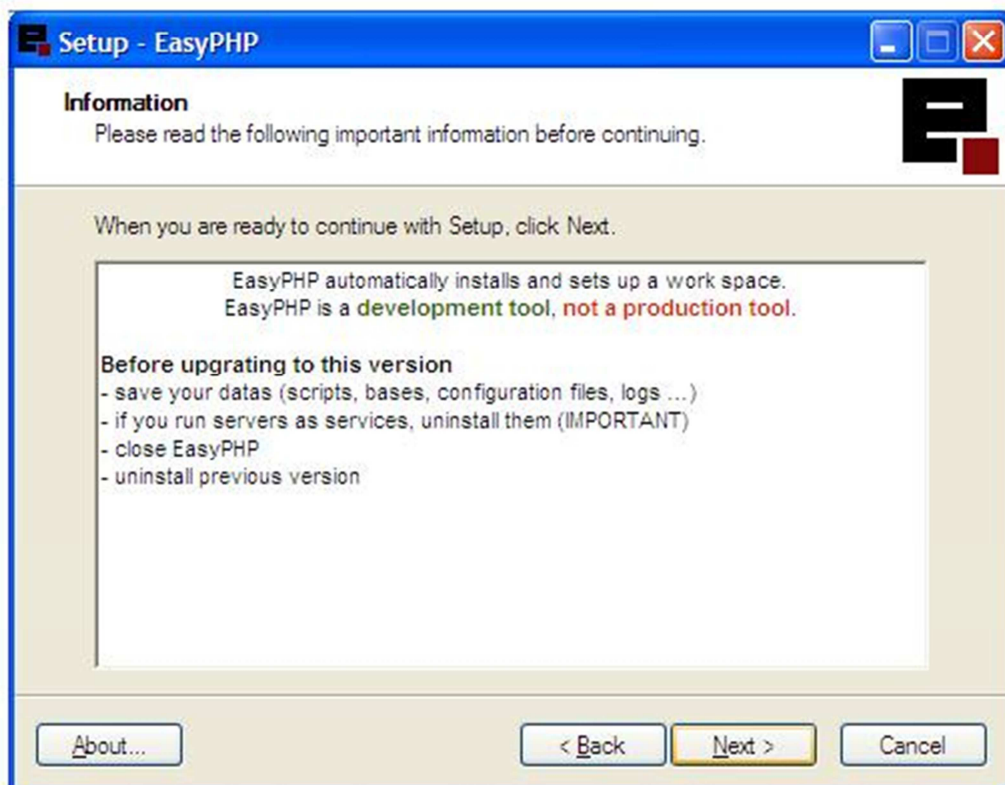 Setup - EasyPHP
Information
Please read the following important information before continuing.
When you are ready to continue with Setup, click Next.
EasyPHP automatically installs and sets up a work space.
EasyPHP is a development tool, not a production tool.
Before upgrating to this version
- save your datas (scripts, bases, configuration files, logs ...)
- if you run servers as services, uninstall them (IMPORTANT)
- close EasyPHP
- uninstall previous version
About...
< Back
Next >
Cancel